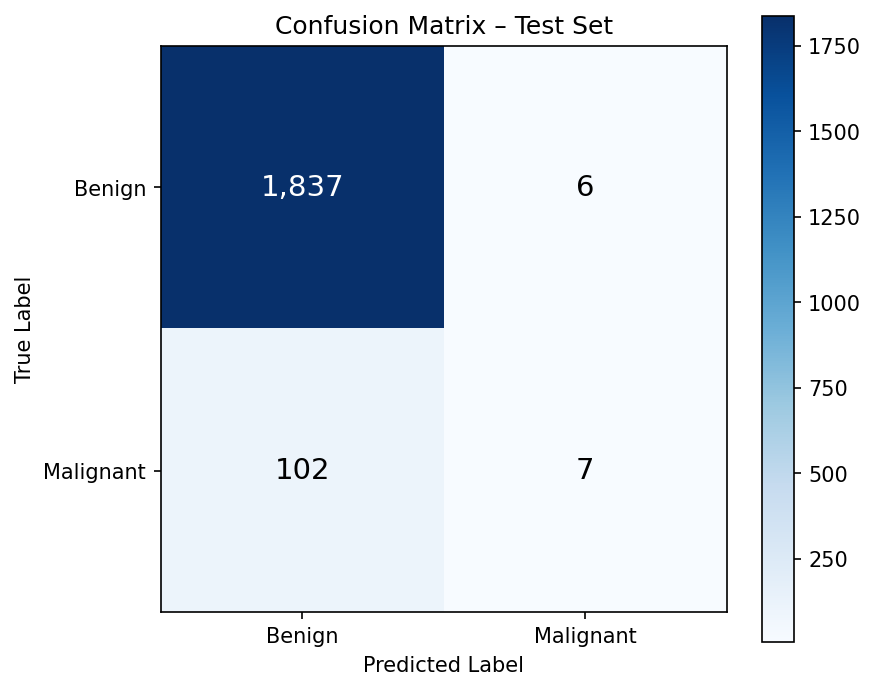 Confusion Matrix – Test Set
True Label
Benign
Malignant
1,837
6
102
7
Benign
Malignant
Predicted Label
1750
1500
1250
1000
750
500
250